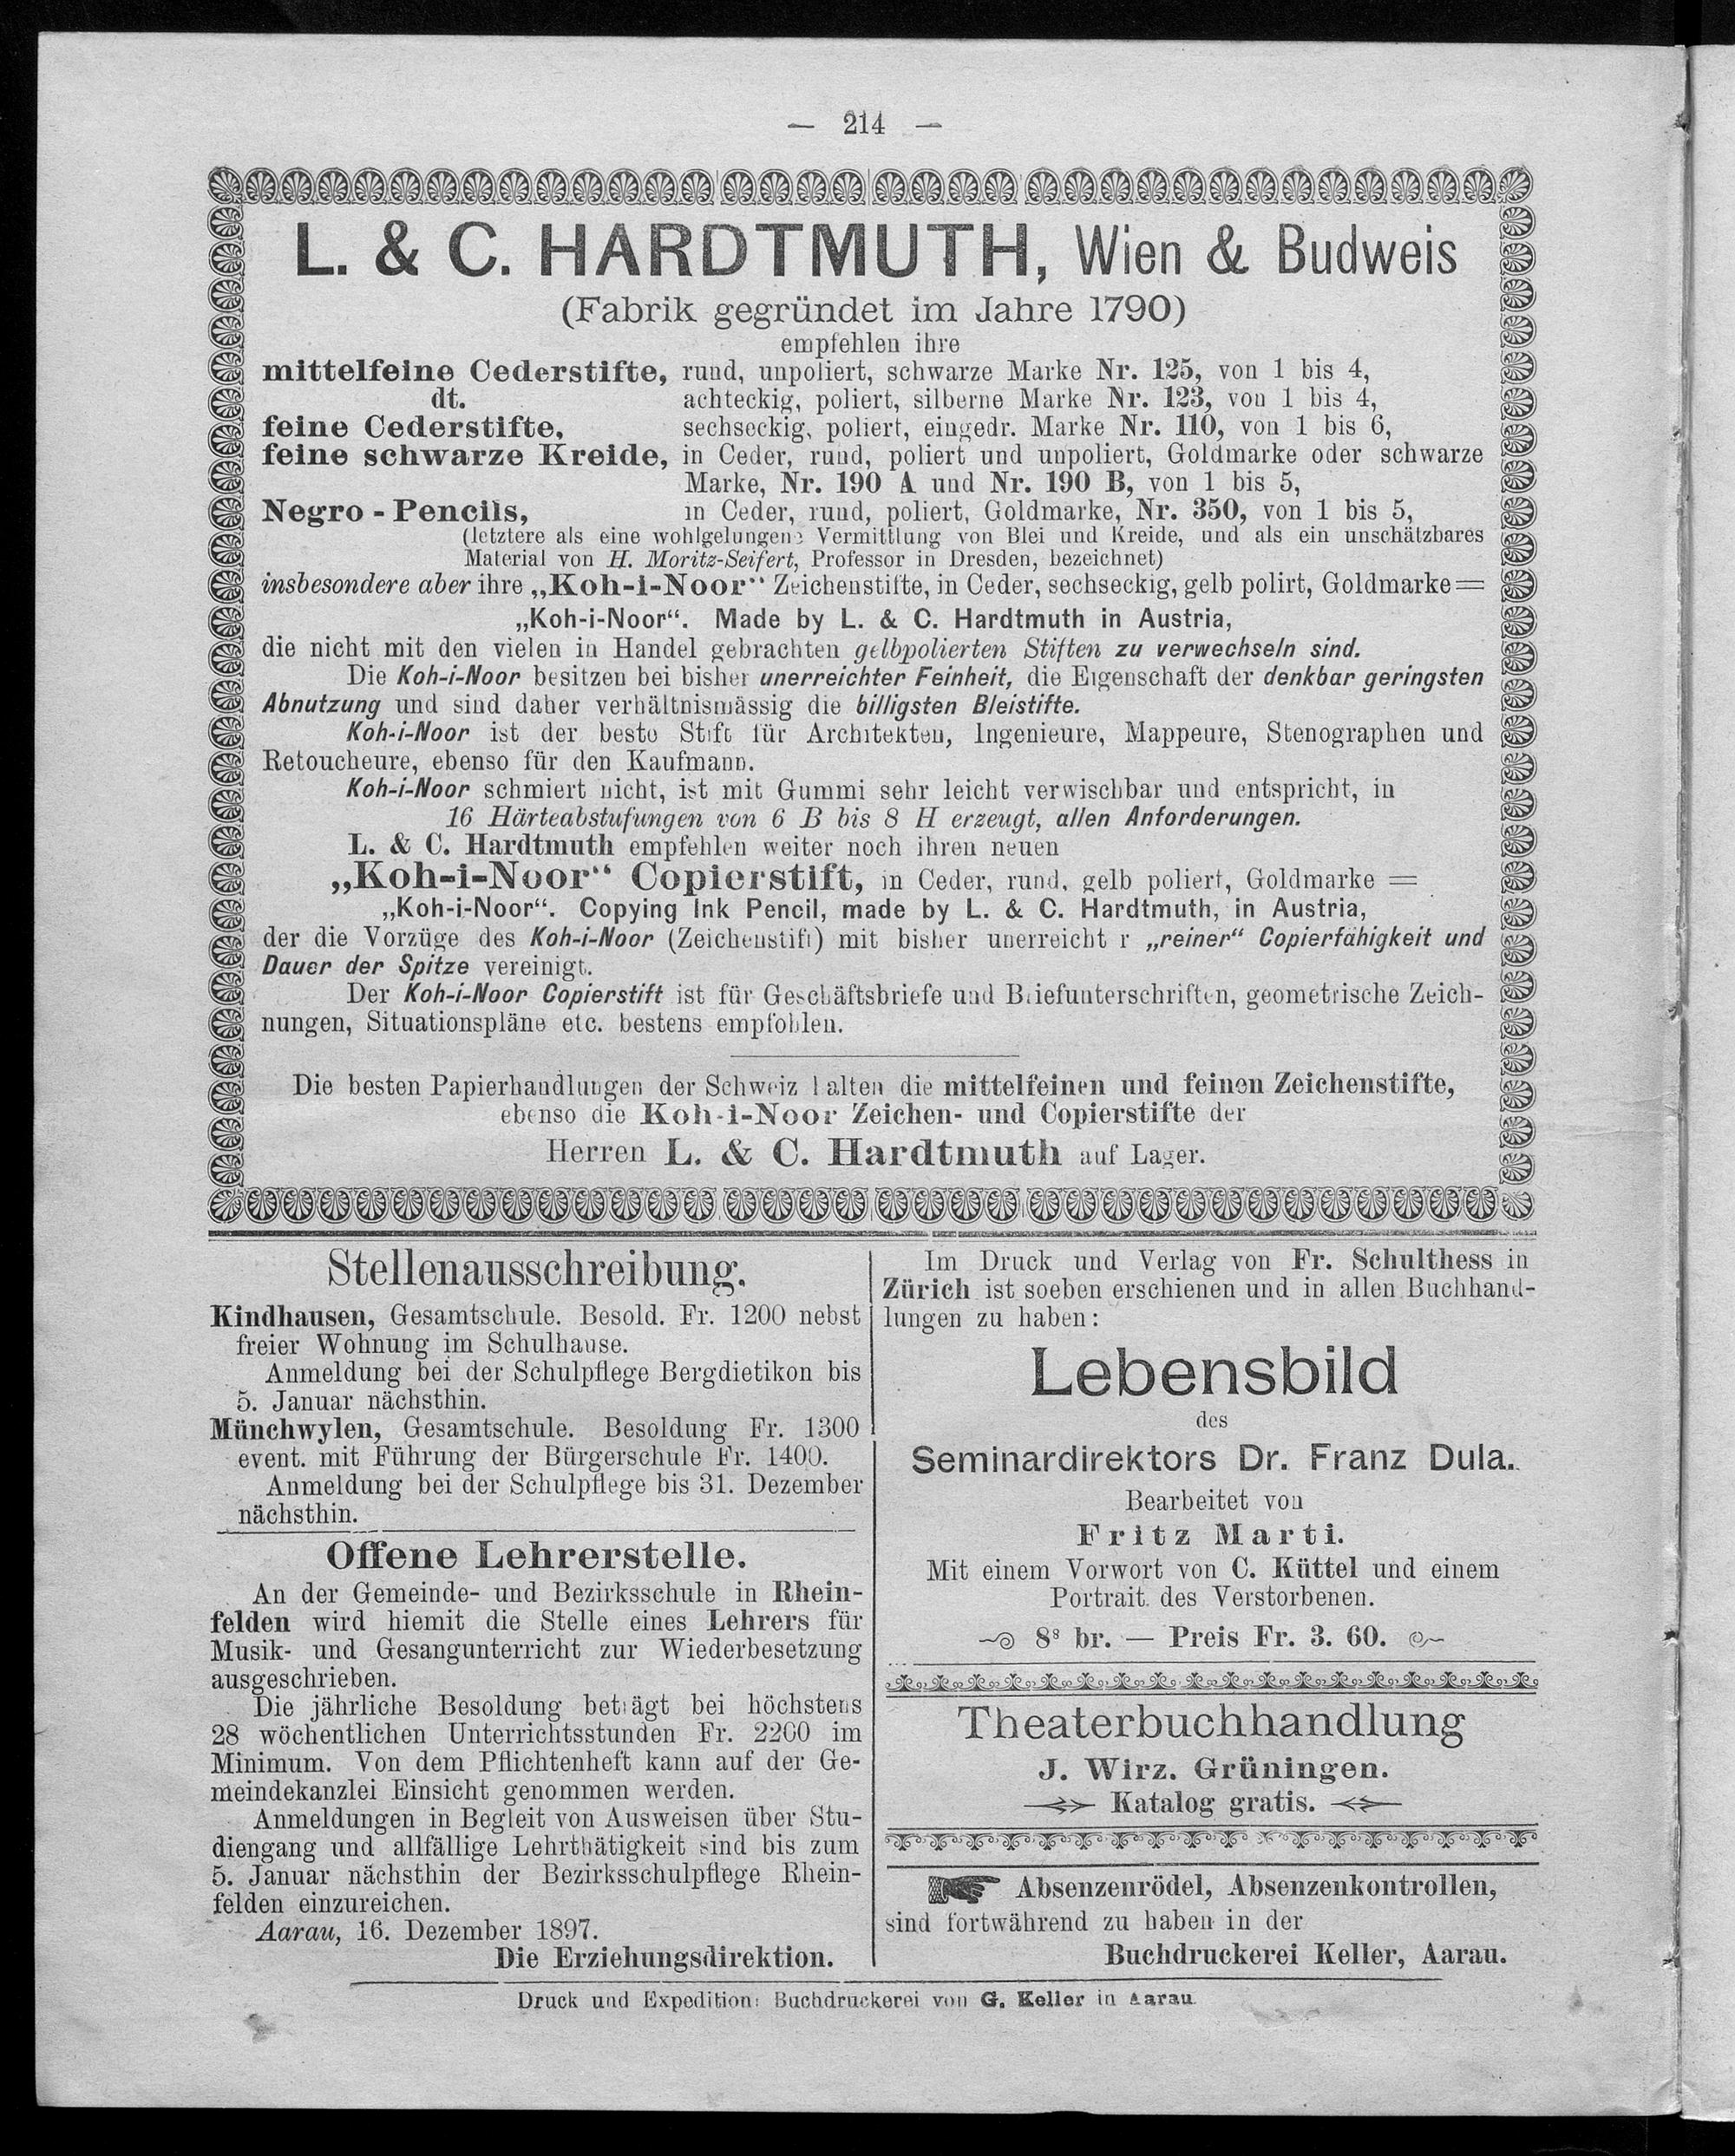 — 214 —
L. & C. HARDTMUTH, Wien & Budweis
(Fabrik gegründet im Jahre 1790)
empfehlen ihre
mittelfeine Cederstifte, rund, unpoliert, schwarze Marke Nr. 125, von 1 bis 4,
dt. achteckig, poliert, silberne Marke Nr. 123, von 1 bis 4,
feine Cederstifte, sechseckig, poliert, eingedr. Marke Nr. 110, von 1 bis 6,
feine schwarze Kreide, in Ceder, rund, poliert und unpoliert, Goldmarke oder schwarze
Marke, Nr. 190 A und Nr. 190 B, von 1 bis 5,
Negro-Pencils, in Ceder, rund, poliert, Goldmarke, Nr. 350, von 1 bis 5,
(letztere als eine wohlgelungene Vermittlung von Blei und Kreide, und als ein unschätzbares
Material von H. Moritz-Seifert, Professor in Dresden, bezeichnet)
insbesondere aber ihre „Koh-i-Noor“ Zeichenstifte, in Ceder, sechseckig, gelb polirt, Goldmarke =
„Koh-i-Noor“. Made by L. & C. Hardtmuth in Austria,
die nicht mit den vielen in Handel gebrachten gelbpolierten Stiften zu verwechseln sind.
Die Koh-i-Noor besitzen bei bisher unerreichter Feinheit, die Eigenschaft der denkbar geringsten
Abnutzung und sind daher verhältnismässig die billigsten Bleistifte.
Koh-i-Noor ist der beste Stift für Architekten, Ingenieure, Mappeure, Stenographen und
Retoucheure, ebenso für den Kaufmann.
Koh-i-Noor schmiert nicht, ist mit Gummi sehr leicht verwischbar und entspricht, in
16 Härteabstufungen von 6 B bis 8 H erzeugt, allen Anforderungen.
L. & C. Hardtmuth empfehlen weiter noch ihren neuen
„Koh-i-Noor“ Copierstift, in Ceder, rund, gelb poliert, Goldmarke =
„Koh-i-Noor“. Copying Ink Pencil, made by L. & C. Hardtmuth, in Austria,
der die Vorzüge des Koh-i-Noor (Zeichenstift) mit bisher unerreicht r „reiner“ Copierfähigkeit und
Dauer der Spitze vereinigt.
Der Koh-i-Noor Copierstift ist für Geschäftsbriefe und Briefunterschriften, geometrische Zeich-
nungen, Situationspläne etc. bestens empfohlen.
Die besten Papierhandlungen der Schweiz halten die mittelfeinen und feinen Zeichenstifte,
ebenso die Koh-i-Noor Zeichen- und Copierstifte der
Herren L. & C. Hardtmuth auf Lager.
Stellenausschreibung.
Kindhausen, Gesamtschule. Besold. Fr. 1200 nebst
freier Wohnung im Schulhause.
Anmeldung bei der Schulpflege Bergdietikon bis
5. Januar nächsthin.
Münchwylen, Gesamtschule. Besoldung Fr. 1300
event. mit Führung der Bürgerschule Fr. 1400.
Anmeldung bei der Schulpflege bis 31. Dezember
nächsthin.
Offene Lehrerstelle.
An der Gemeinde- und Bezirksschule in Rhein-
felden wird hiemit die Stelle eines Lehrers für
Musik- und Gesangunterricht zur Wiederbesetzung
ausgeschrieben.
Die jährliche Besoldung beträgt bei höchstens
28 wöchentlichen Unterrichtsstunden Fr. 2200 im
Minimum. Von dem Pflichtenheft kann auf der Ge-
meindekanzlei Einsicht genommen werden.
Anmeldungen in Begleit von Ausweisen über Stu-
diengang und allfällige Lehrthätigkeit sind bis zum
5. Januar nächsthin der Bezirksschulpflege Rhein-
felden einzureichen.
Aarau, 16. Dezember 1897.
Die Erziehungsdirektion.
Im Druck und Verlag von Fr. Schulthess in
Zürich ist soeben erschienen und in allen Buchhand-
lungen zu haben:
Lebensbild
des
Seminardirektors Dr. Franz Dula.
Bearbeitet von
Fritz Marti.
Mit einem Vorwort von C. Küttel und einem
Portrait des Verstorbenen.
8⁸ br. — Preis Fr. 3. 60.
Theaterbuchhandlung
J. Wirz. Grüningen.
Katalog gratis.
Absenzenrödel, Absenzenkontrollen,
sind fortwährend zu haben in der
Buchdruckerei Keller, Aarau.
Druck und Expedition: Buchdruckerei von G. Keller in Aarau.